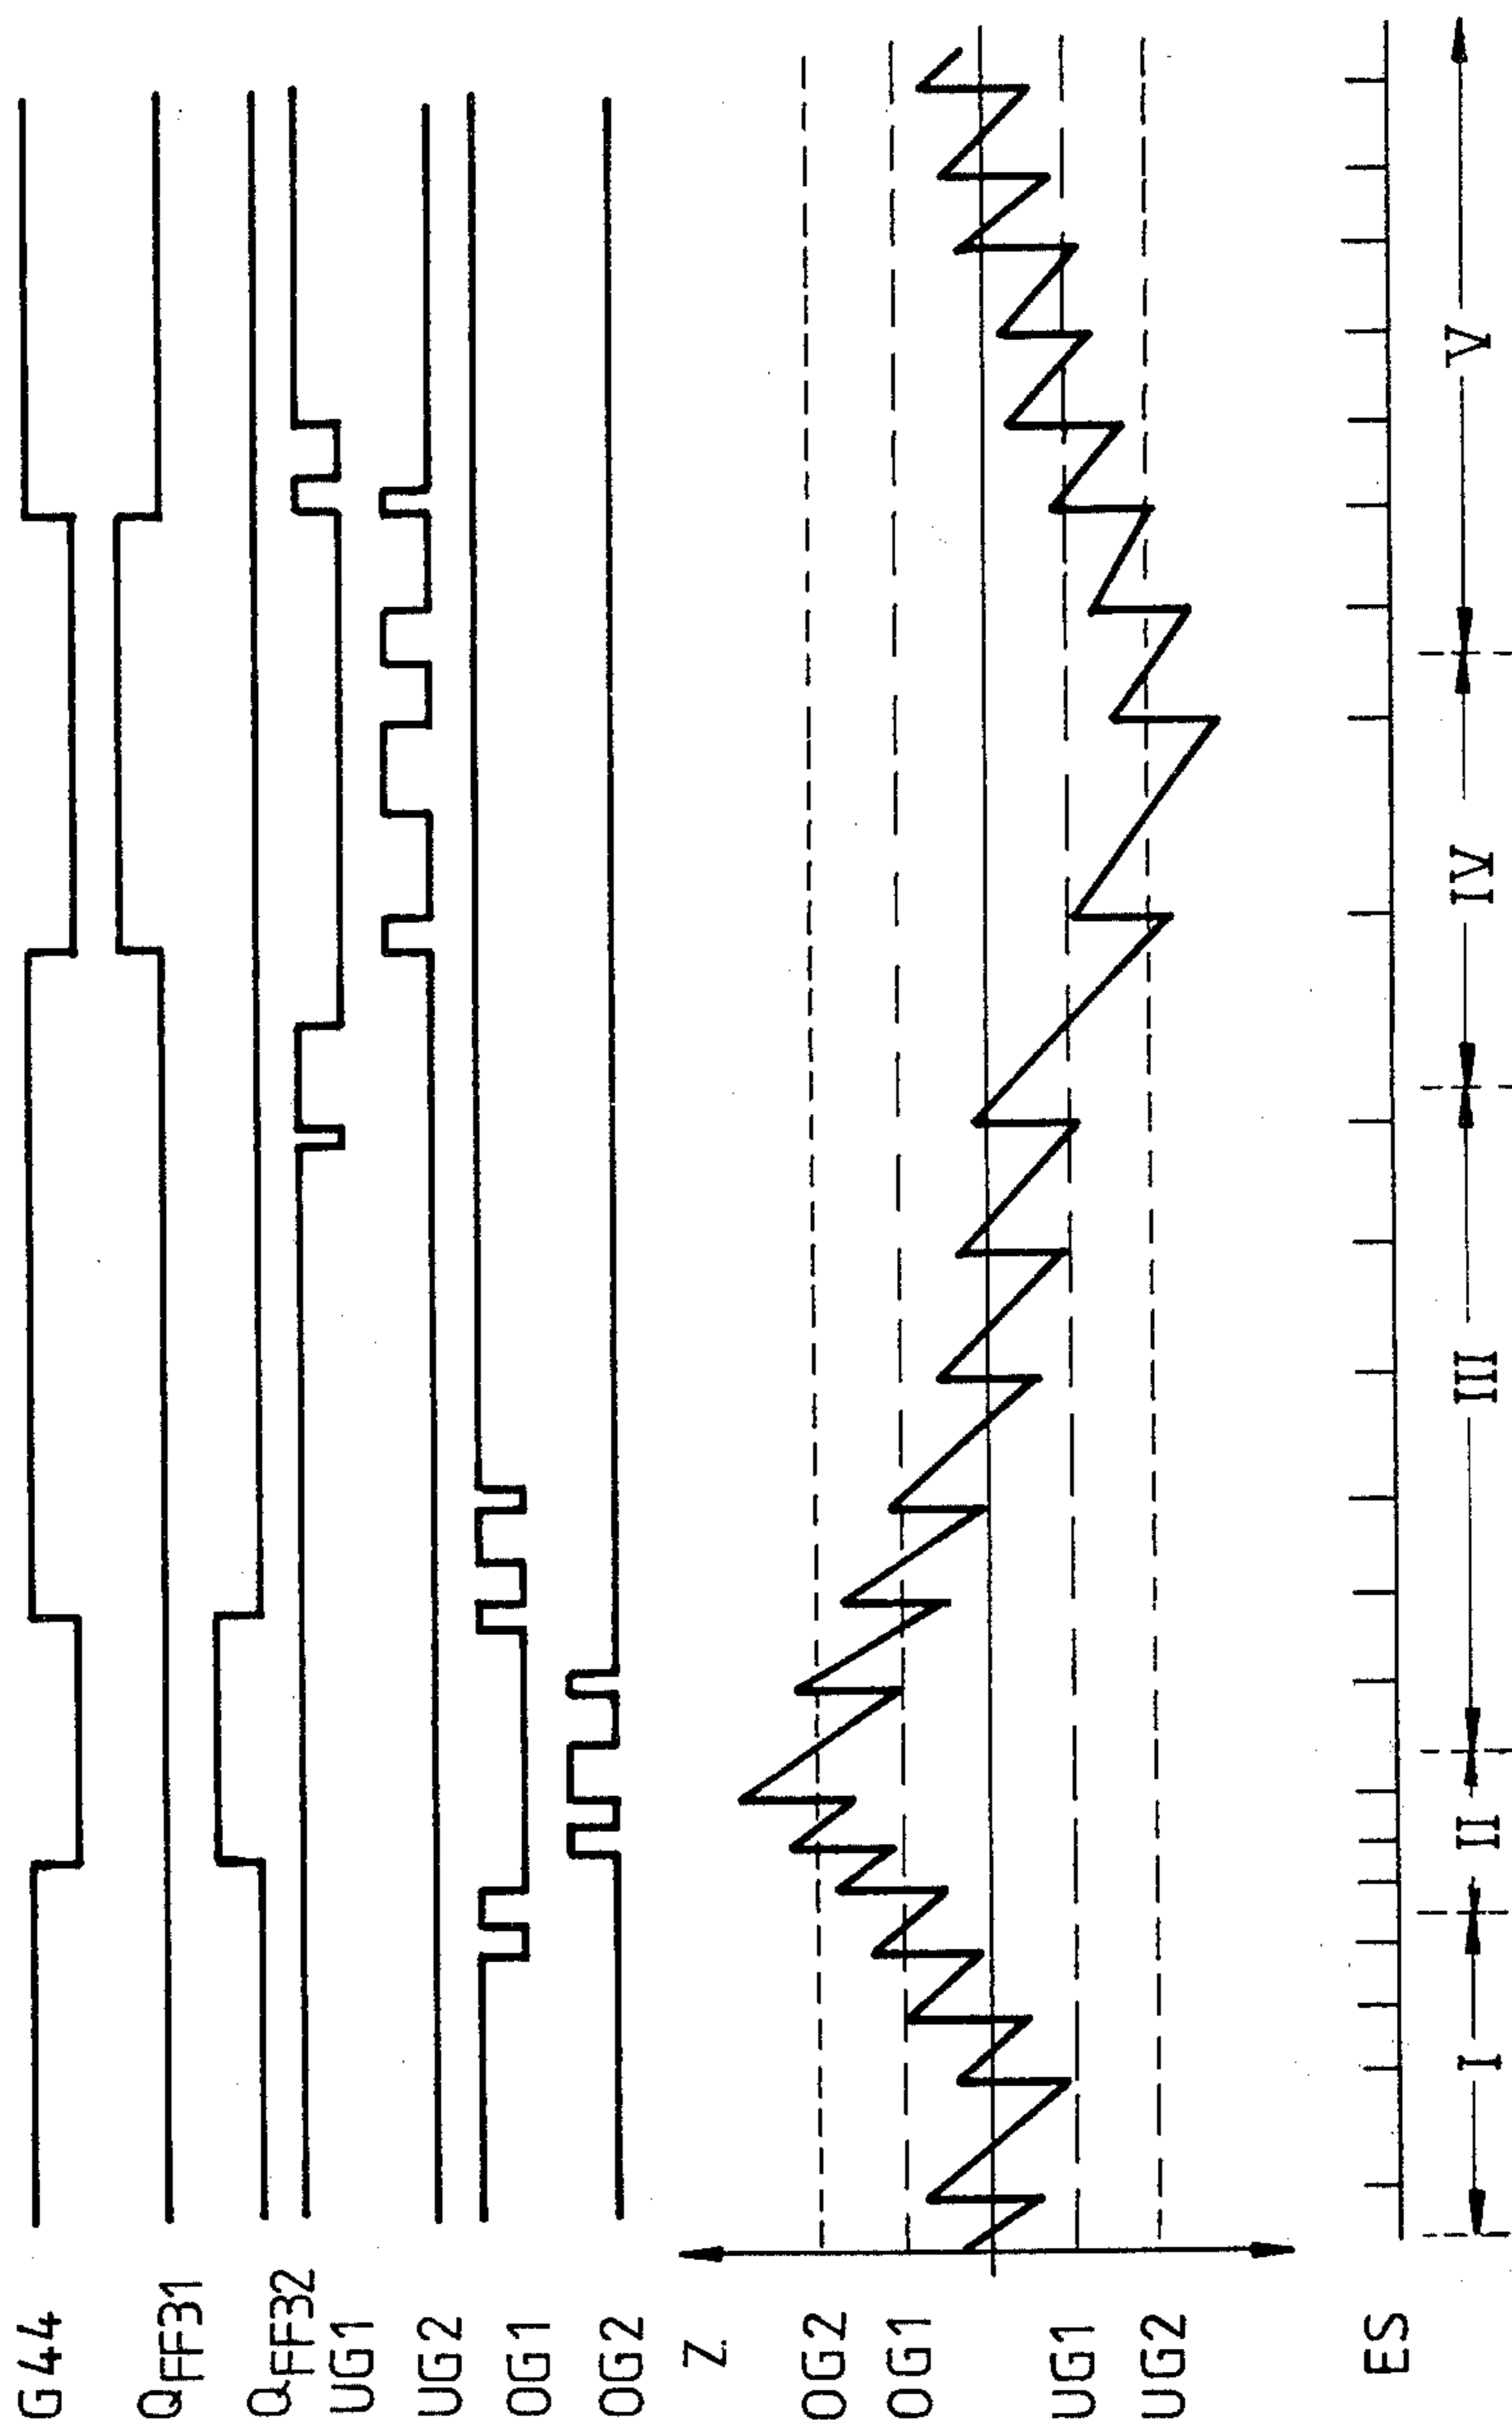 G44
QFF31
QFF32
UG1
UG2
OG1
OG2
Z.
OG2
OG1
UG1
UG2
ES
I II III IV V